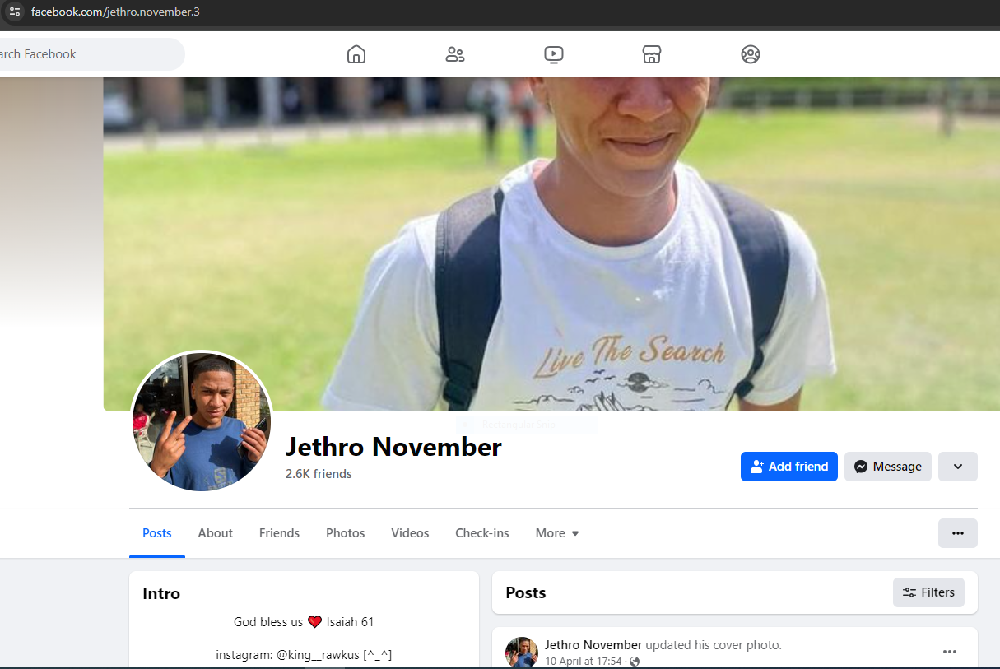 facebook.com/jethro.november.3
arch Facebook
Live The Search
Rectangular Snip
Jethro November
2.6K friends
Add friend
Message
Posts
About
Friends
Photos
Videos
Check-ins
More
Intro
God bless us ❤ Isaiah 61
instagram: @king__rawkus [^_^]
Posts
Filters
Jethro November updated his cover photo.
10 April at 17:54 ·